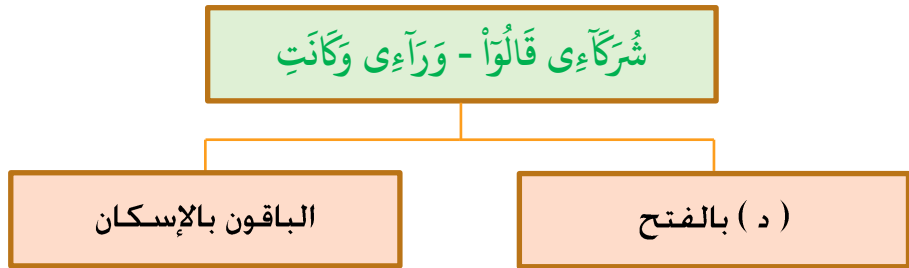 شُرَكَآءِى قَالُوٓاْ - وَرَآءِى وَكَانَتِ
( د ) بالفتح
الباقون بالإسكان